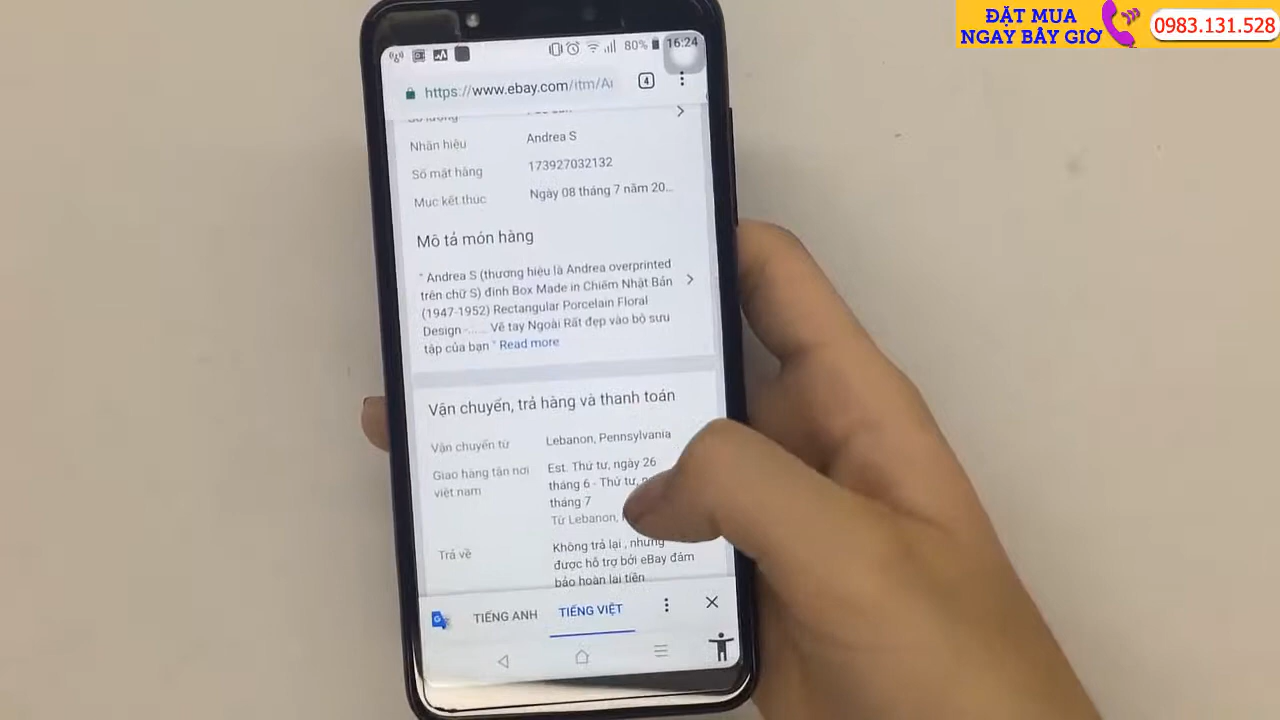 ĐẶT MUA
NGAY BÂY GIỜ
0983.131.528
80% 16:24
https://www.ebay.com/itm/A
4
Nhãn hiệu Andrea S
Số mặt hàng 173927032132
Mục kết thúc Ngày 08 tháng 7 năm 20...
Mô tả món hàng
" Andrea S (thương hiệu là Andrea overprinted
trên chữ S) đỉnh Box Made in Chiếm Nhật Bản
(1947-1952) Rectangular Porcelain Floral
Design -...... Vẽ tay Ngoài Rất đẹp vào bộ sưu
tập của bạn " Read more
Vận chuyển, trả hàng và thanh toán
Vận chuyển từ Lebanon, Pennsylvania
Giao hàng tận nơi
việt nam
Est. Thứ tư, ngày 26
tháng 6 - Thứ tư,
tháng 7
Từ Lebanon,
Trả về
Không trả lại , nhưng
được hỗ trợ bởi eBay đảm
bảo hoàn lại tiền
TIẾNG ANH TIẾNG VIỆT